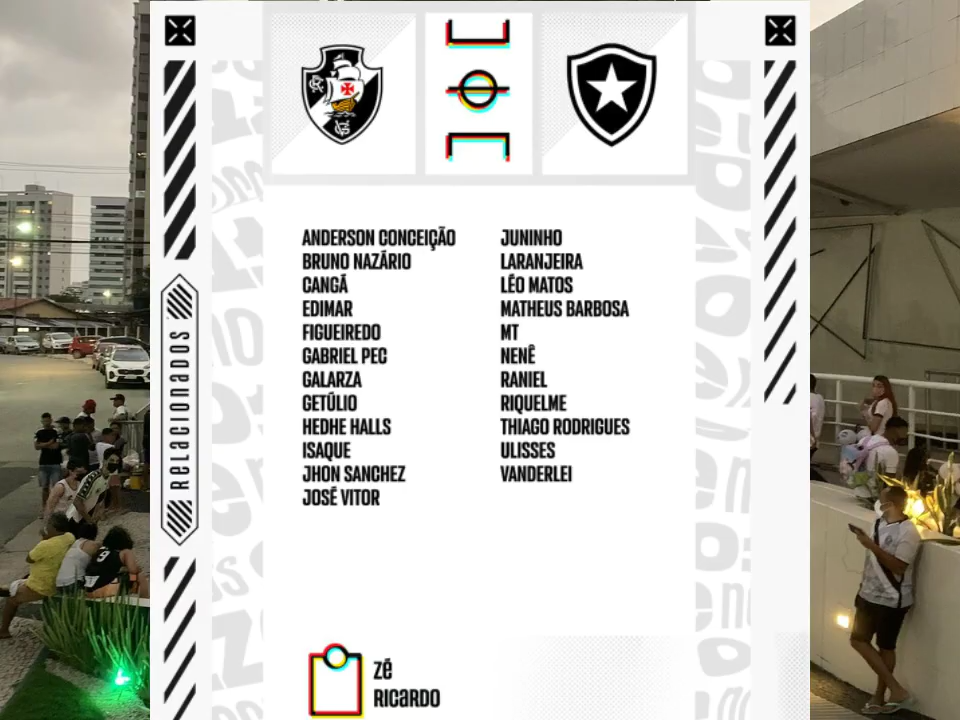 RELACIONADOS
ANDERSON CONCEIÇÃO
BRUNO NAZÁRIO
CANGÁ
EDIMAR
FIGUEIREDO
GABRIEL PEC
GALARZA
GETÚLIO
HEDHE HALLS
ISAQUE
JHON SANCHEZ
JOSÉ VITOR
JUNINHO
LARANJEIRA
LÉO MATOS
MATHEUS BARBOSA
MT
NENÊ
RANIEL
RIQUELME
THIAGO RODRIGUES
ULISSES
VANDERLEI
ZÉ
RICARDO